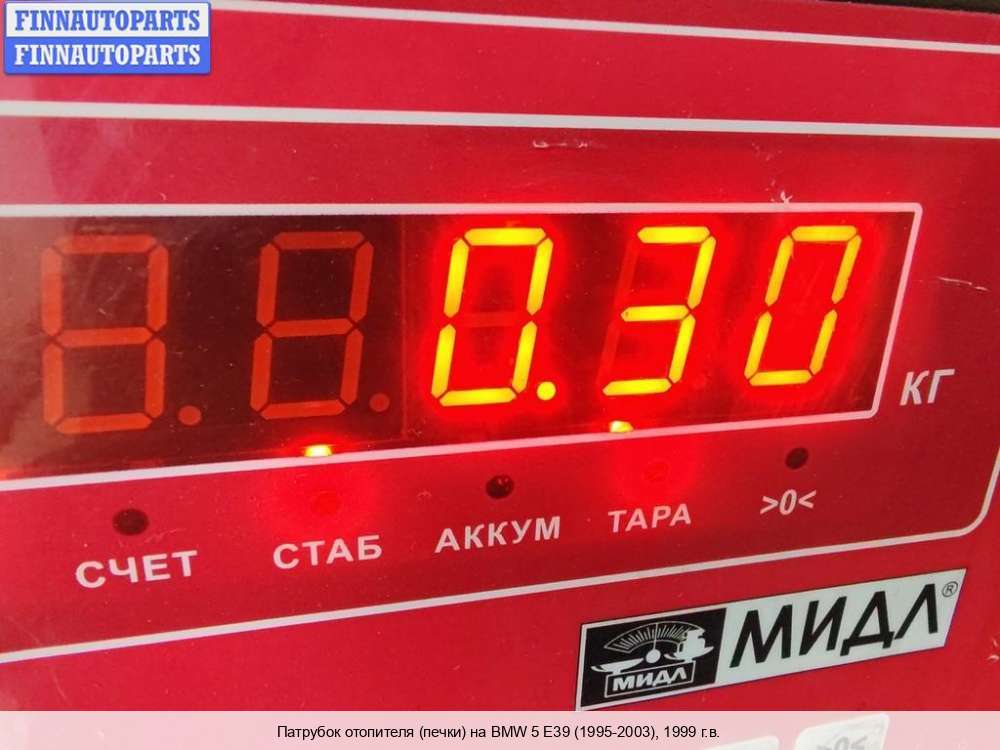 FINNAUTOPARTS
FINNAUTOPARTS
0.30
КГ
СЧЕТ СТАБ АККУМ ТАРА >0<
МИДЛ МИДЛ®
Патрубок отопителя (печки) на BMW 5 E39 (1995-2003), 1999 г.в.